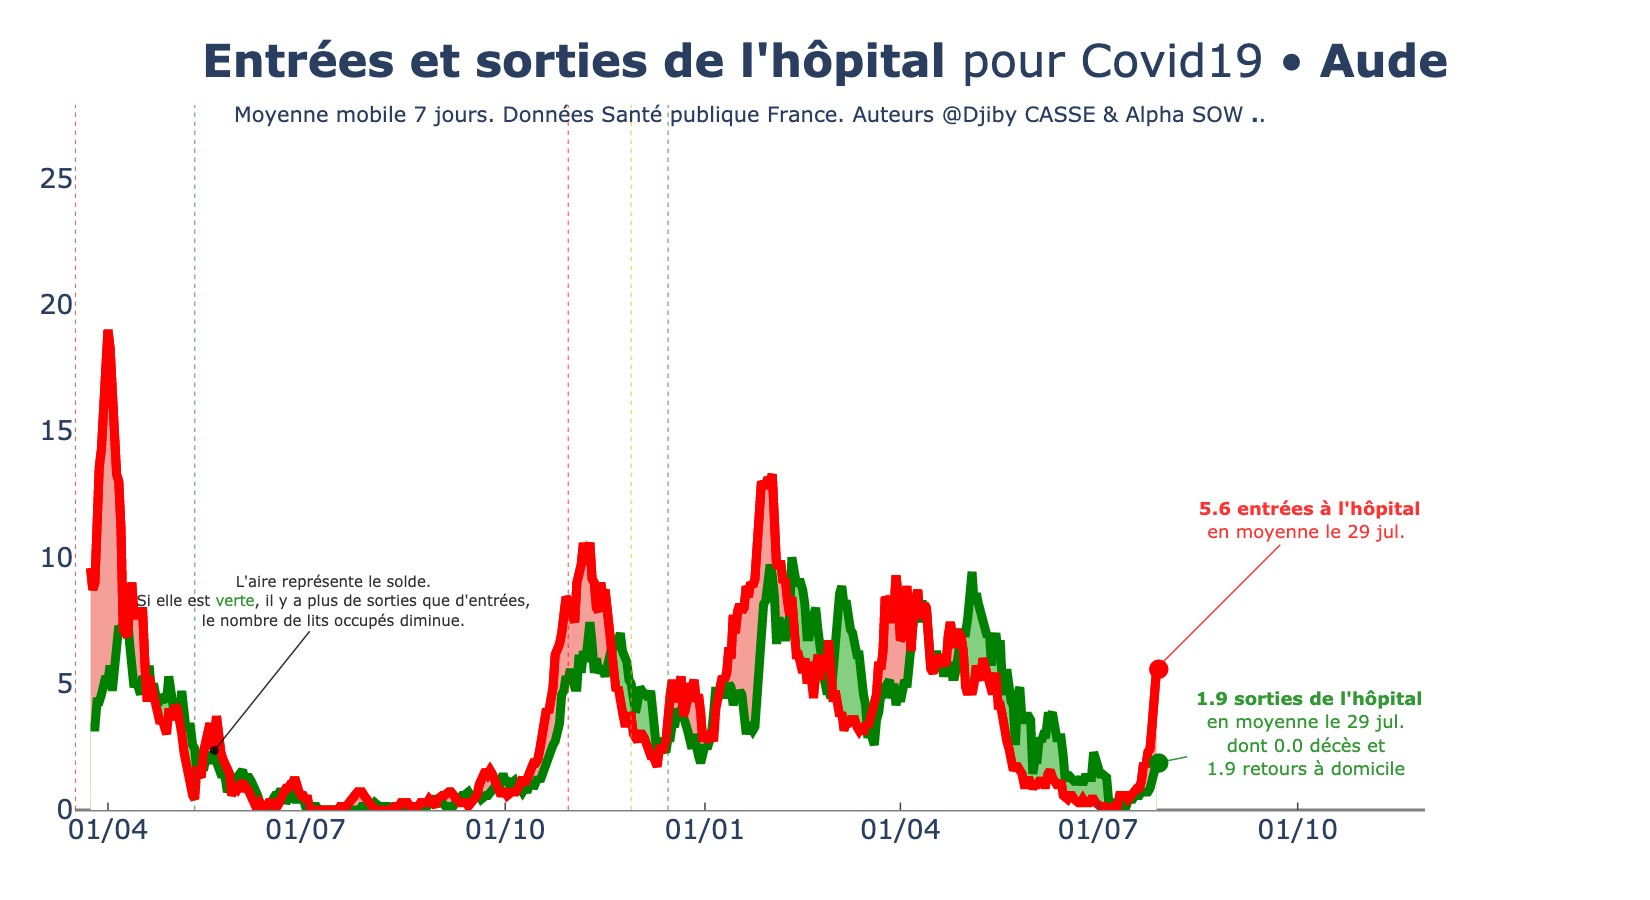 Entrées et sorties de l'hôpital pour Covid19 • Aude
Moyenne mobile 7 jours. Données Santé publique France. Auteurs @Djiby CASSE & Alpha SOW ..
25
20
15
10
5
0
5.6 entrées à l'hôpital
en moyenne le 29 jul.
L'aire représente le solde.
Si elle est verte, il y a plus de sorties que d'entrées,
le nombre de lits occupés diminue.
1.9 sorties de l'hôpital
en moyenne le 29 jul.
dont 0.0 décès et
1.9 retours à domicile
01/04 01/07 01/10 01/01 01/04 01/07 01/10